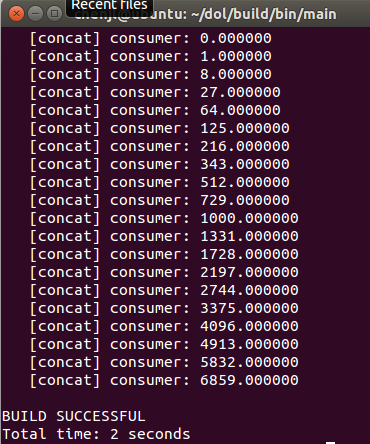 Recent files
ubuntu: ~/dol/build/bin/main
[concat] consumer: 0.000000
[concat] consumer: 1.000000
[concat] consumer: 8.000000
[concat] consumer: 27.000000
[concat] consumer: 64.000000
[concat] consumer: 125.000000
[concat] consumer: 216.000000
[concat] consumer: 343.000000
[concat] consumer: 512.000000
[concat] consumer: 729.000000
[concat] consumer: 1000.000000
[concat] consumer: 1331.000000
[concat] consumer: 1728.000000
[concat] consumer: 2197.000000
[concat] consumer: 2744.000000
[concat] consumer: 3375.000000
[concat] consumer: 4096.000000
[concat] consumer: 4913.000000
[concat] consumer: 5832.000000
[concat] consumer: 6859.000000
BUILD SUCCESSFUL
Total time: 2 seconds